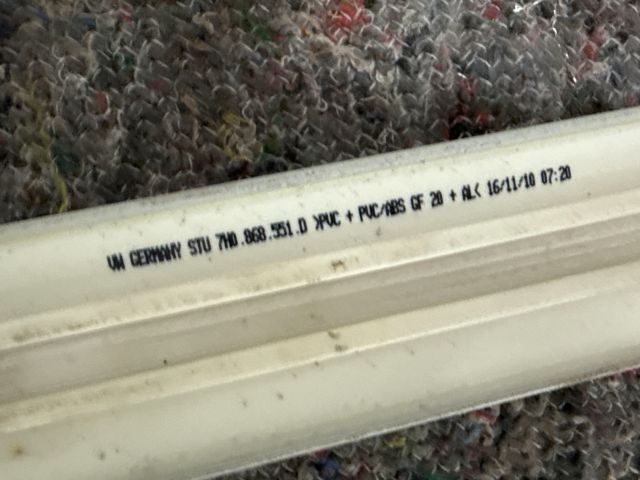 VW GERMANY STU 7H0.868.551.D >PVC + PVC/ABS GF 20 + AL< 16/11/10 07:20